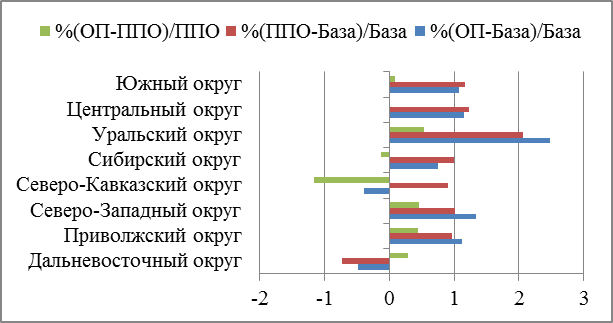 %(ОП-ППО)/ППО %(ППО-База)/База %(ОП-База)/База
Южный округ
Центральный округ
Уральский округ
Сибирский округ
Северо-Кавказский округ
Северо-Западный округ
Приволжский округ
Дальневосточный округ
-2 -1 0 1 2 3